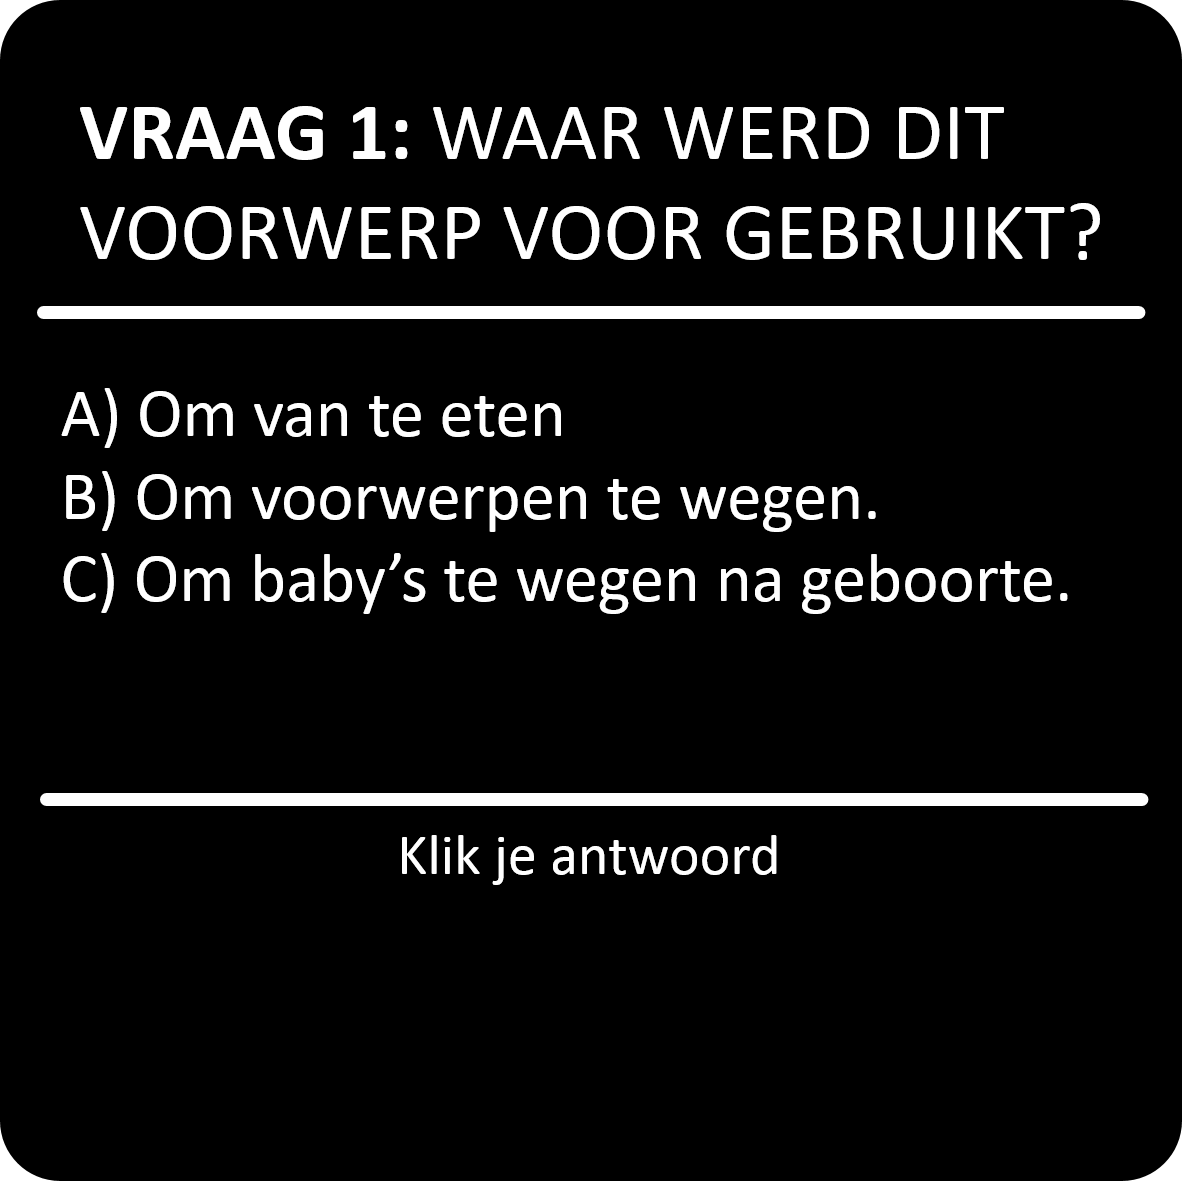 VRAAG 1: WAAR WERD DIT
VOORWERP VOOR GEBRUIKT?
A) Om van te eten
B) Om voorwerpen te wegen.
C) Om baby’s te wegen na geboorte.
Klik je antwoord